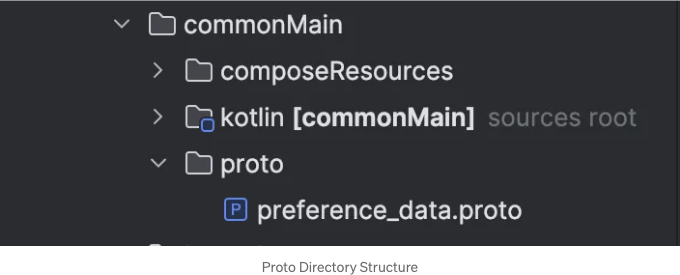 commonMain
composeResources
kotlin [commonMain] sources root
proto
P preference_data.proto
Proto Directory Structure